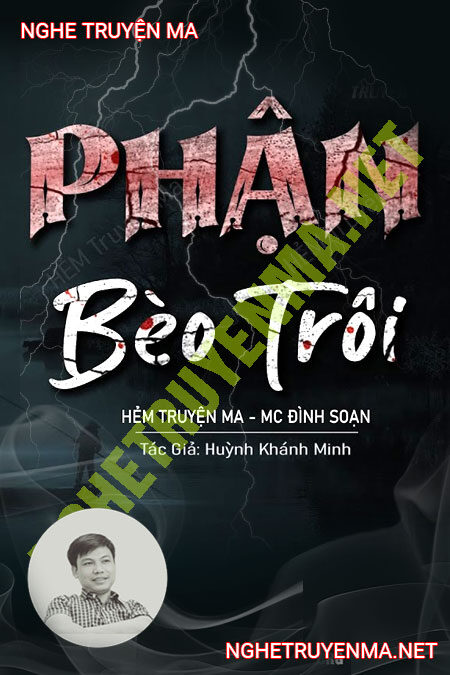 NGHE TRUYỆN MA
PHẬM
Bèo Trôi
HẺM TRUYỆN MA - MC ĐÌNH SOẠN
Tác Giả: Huỳnh Khánh Minh
NGHETRUYENMA.NET
NGHETRUYENMA.NET